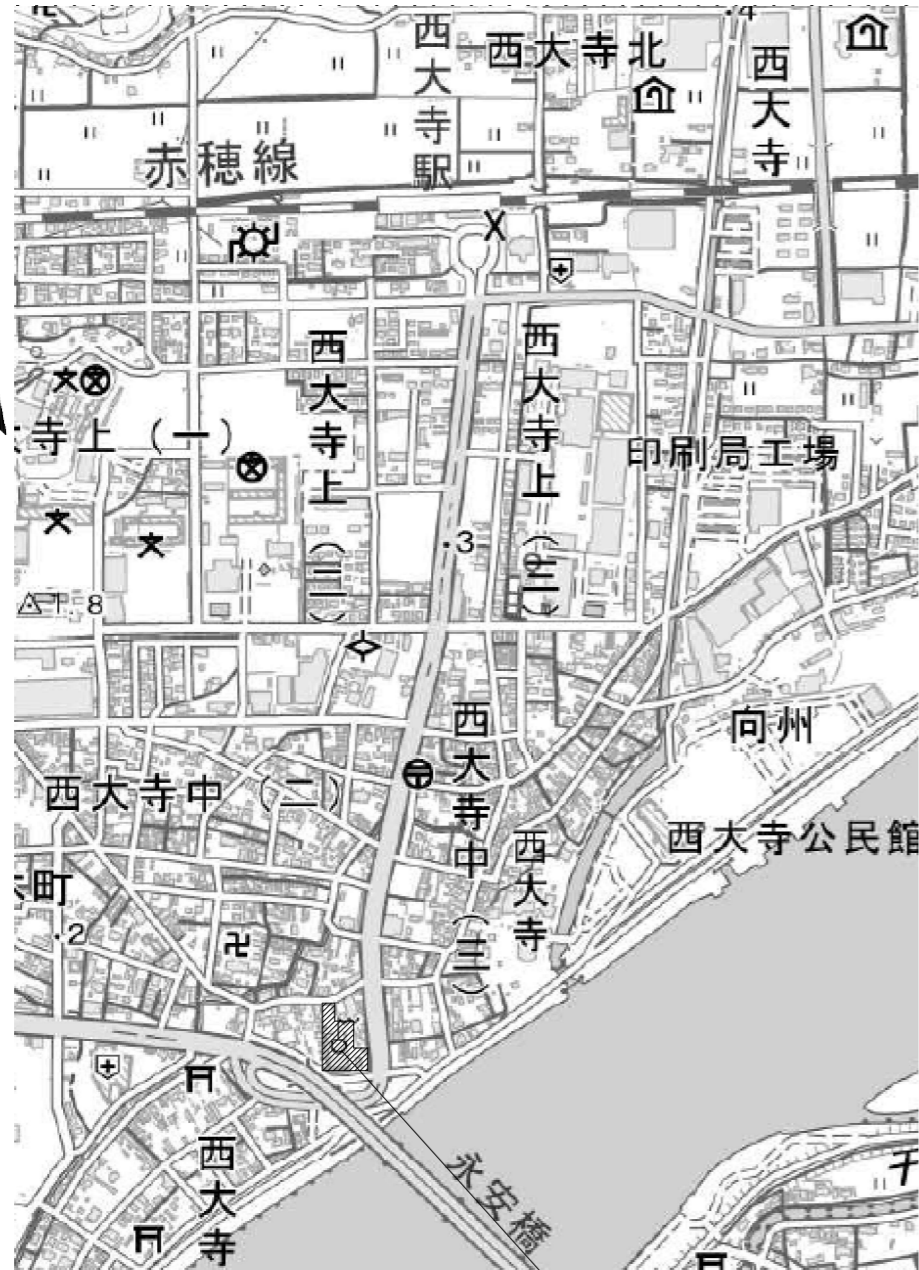 ・4
西大寺駅
西大寺北
西大寺
赤穂線
X
西大寺上(二)
西大寺上(三)
寺上(一)
印刷局工場
・3
8
向州
西大寺中(二)
西大寺中(三)
西大寺
西大寺公民館
町
・2
西大寺
永安橋